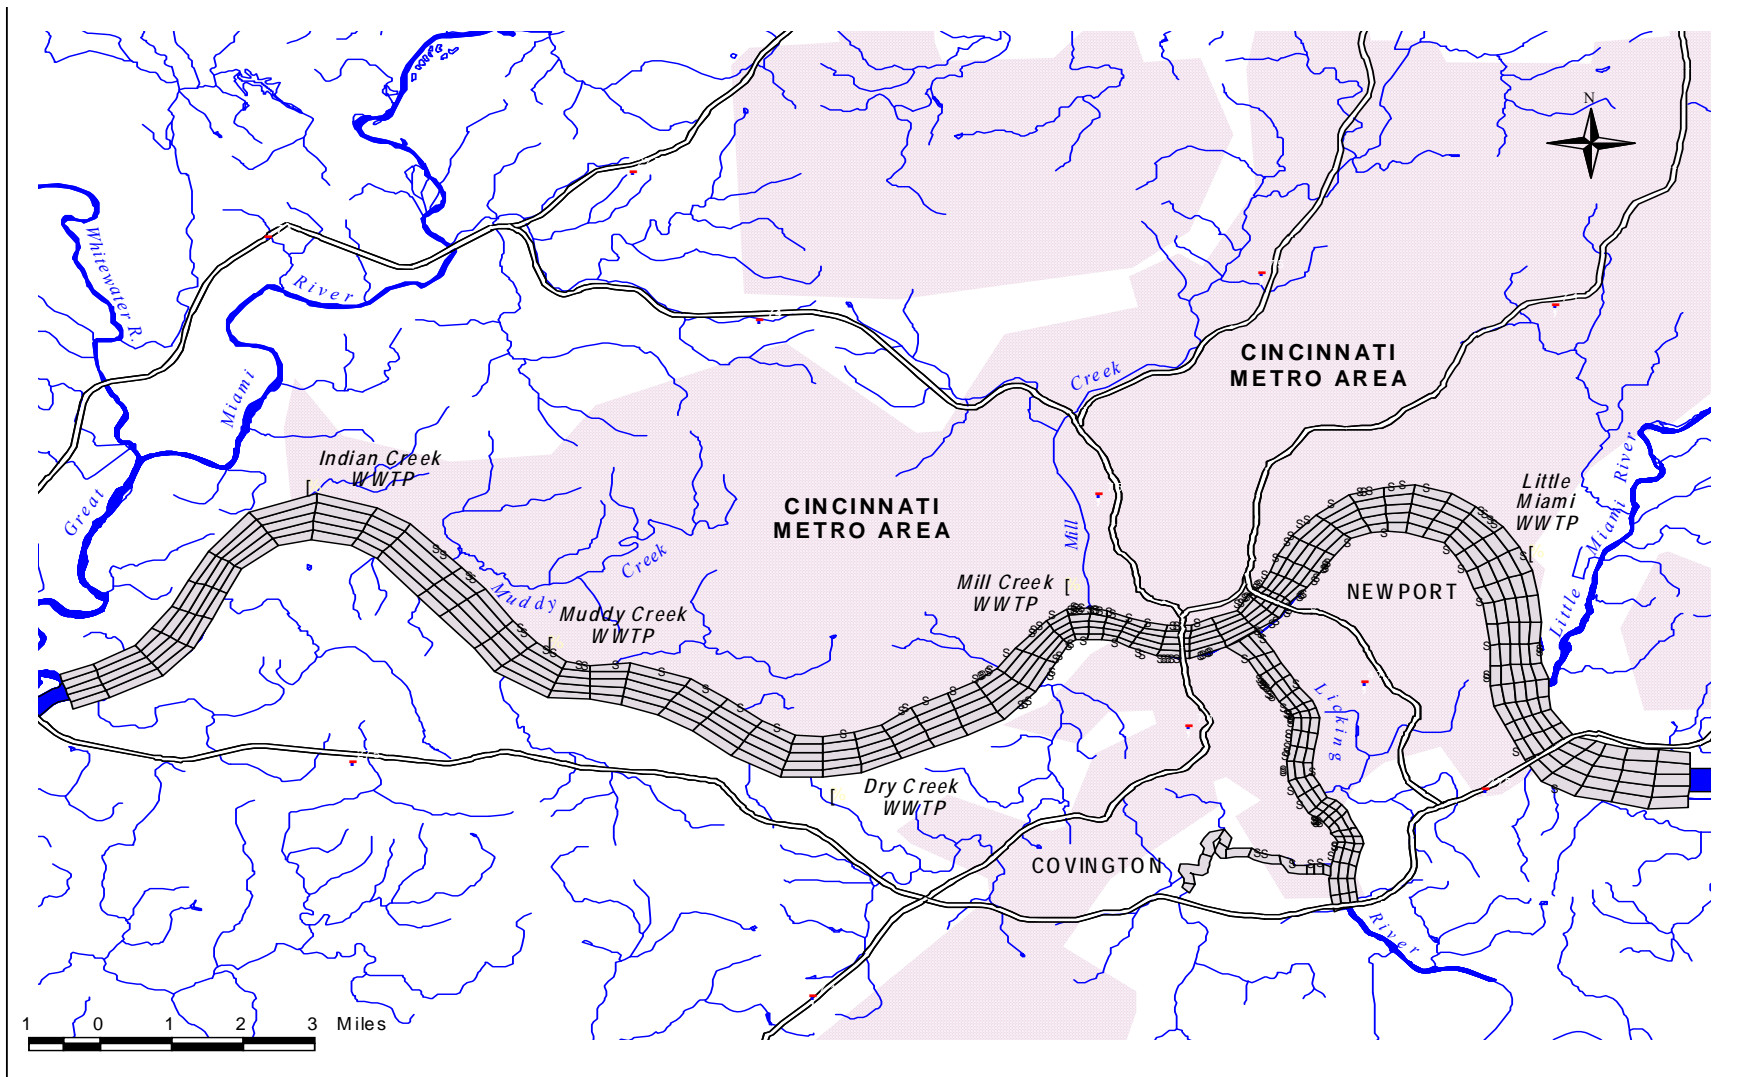 N
Whitewater R.
River
Miami
Great
Creek
CINCINNATI
METRO AREA
Indian Creek
WWTP
CINCINNATI
METRO AREA
Mill
Little
Miami
WWTP
Little Miami River
Creek
Muddy
Muddy Creek
WWTP
Mill Creek
WWTP
NEWPORT
Licking
Dry Creek
WWTP
COVINGTON
River
1 0 1 2 3 Miles